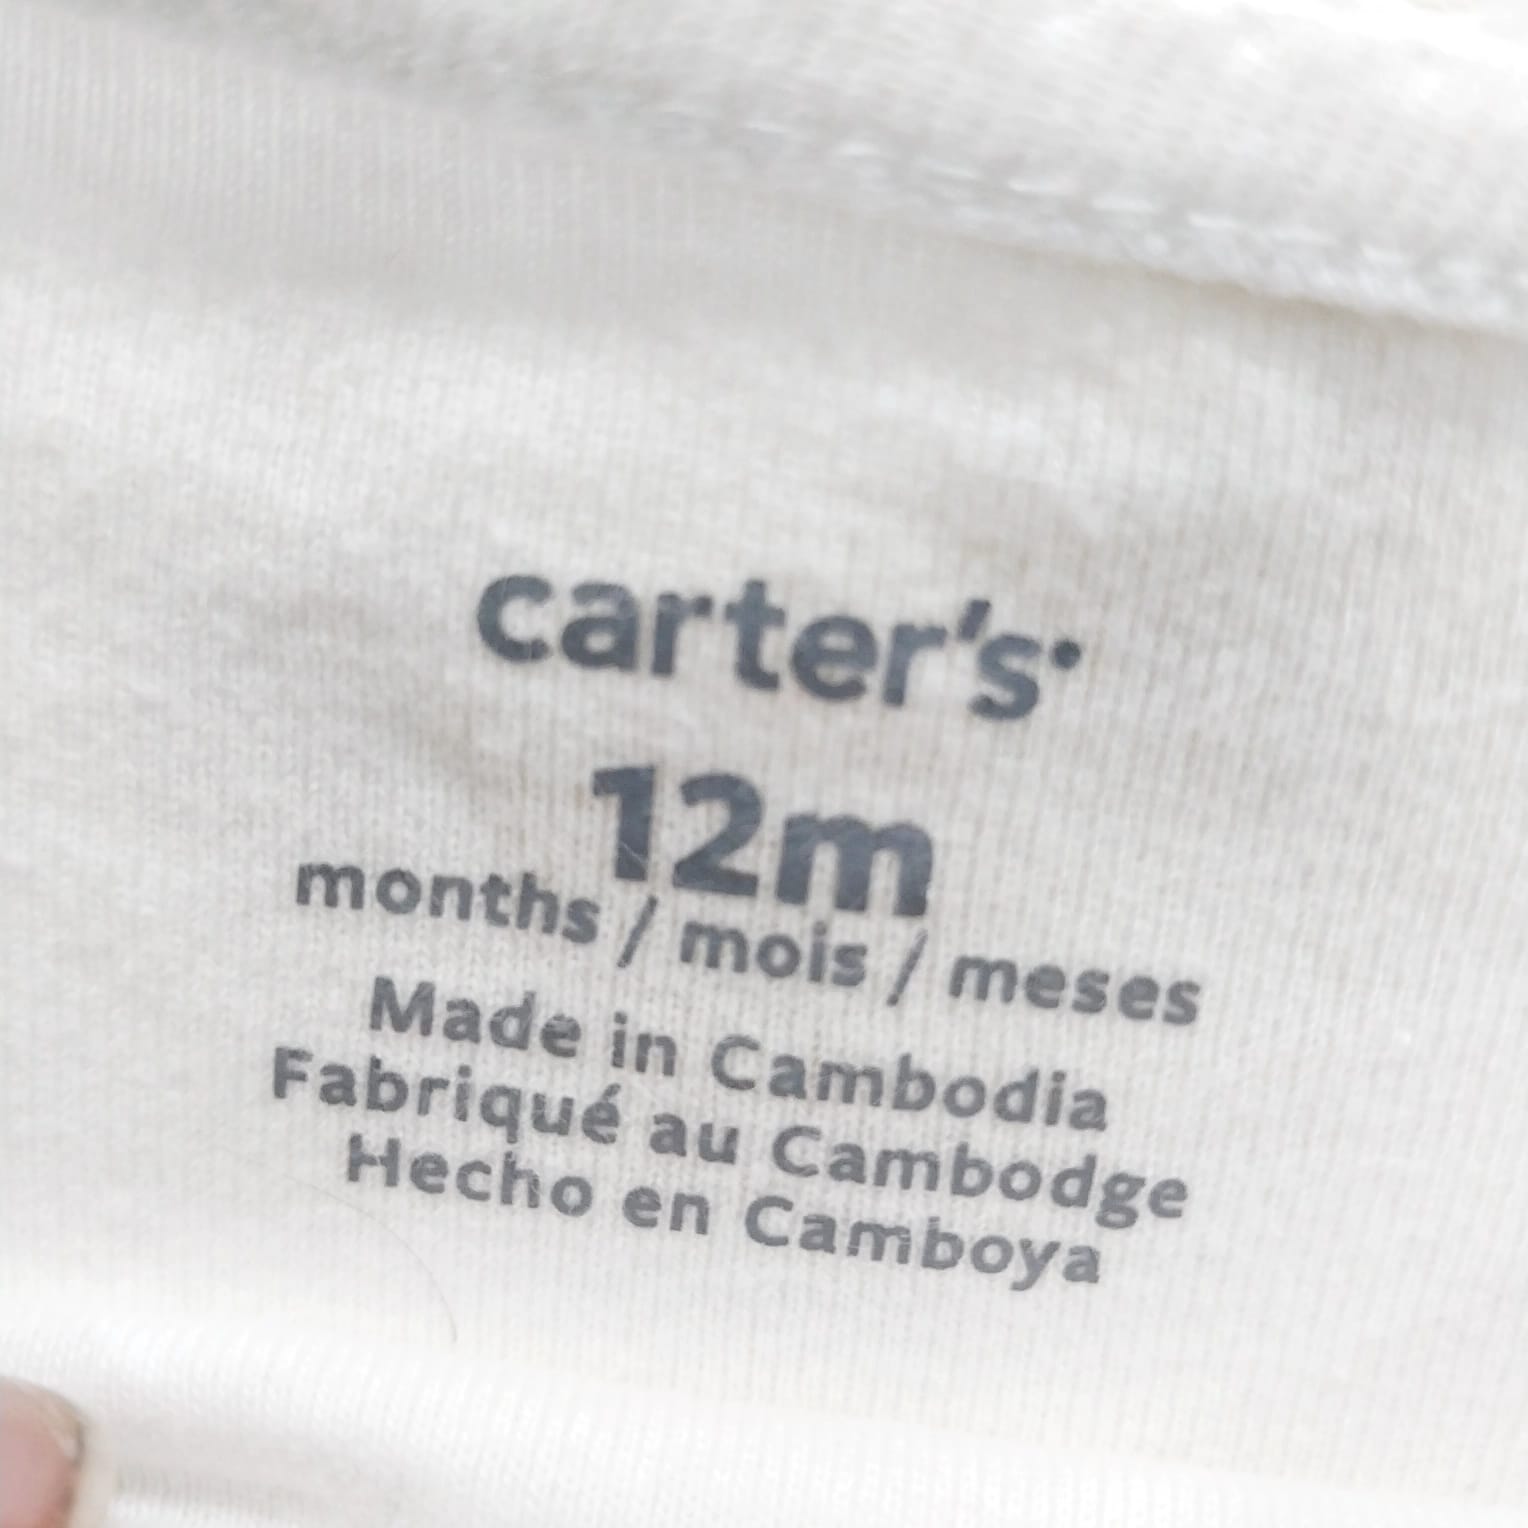 carter's
12m
months / mois / meses
Made in Cambodia
Fabriqué au Cambodge
Hecho en Camboya